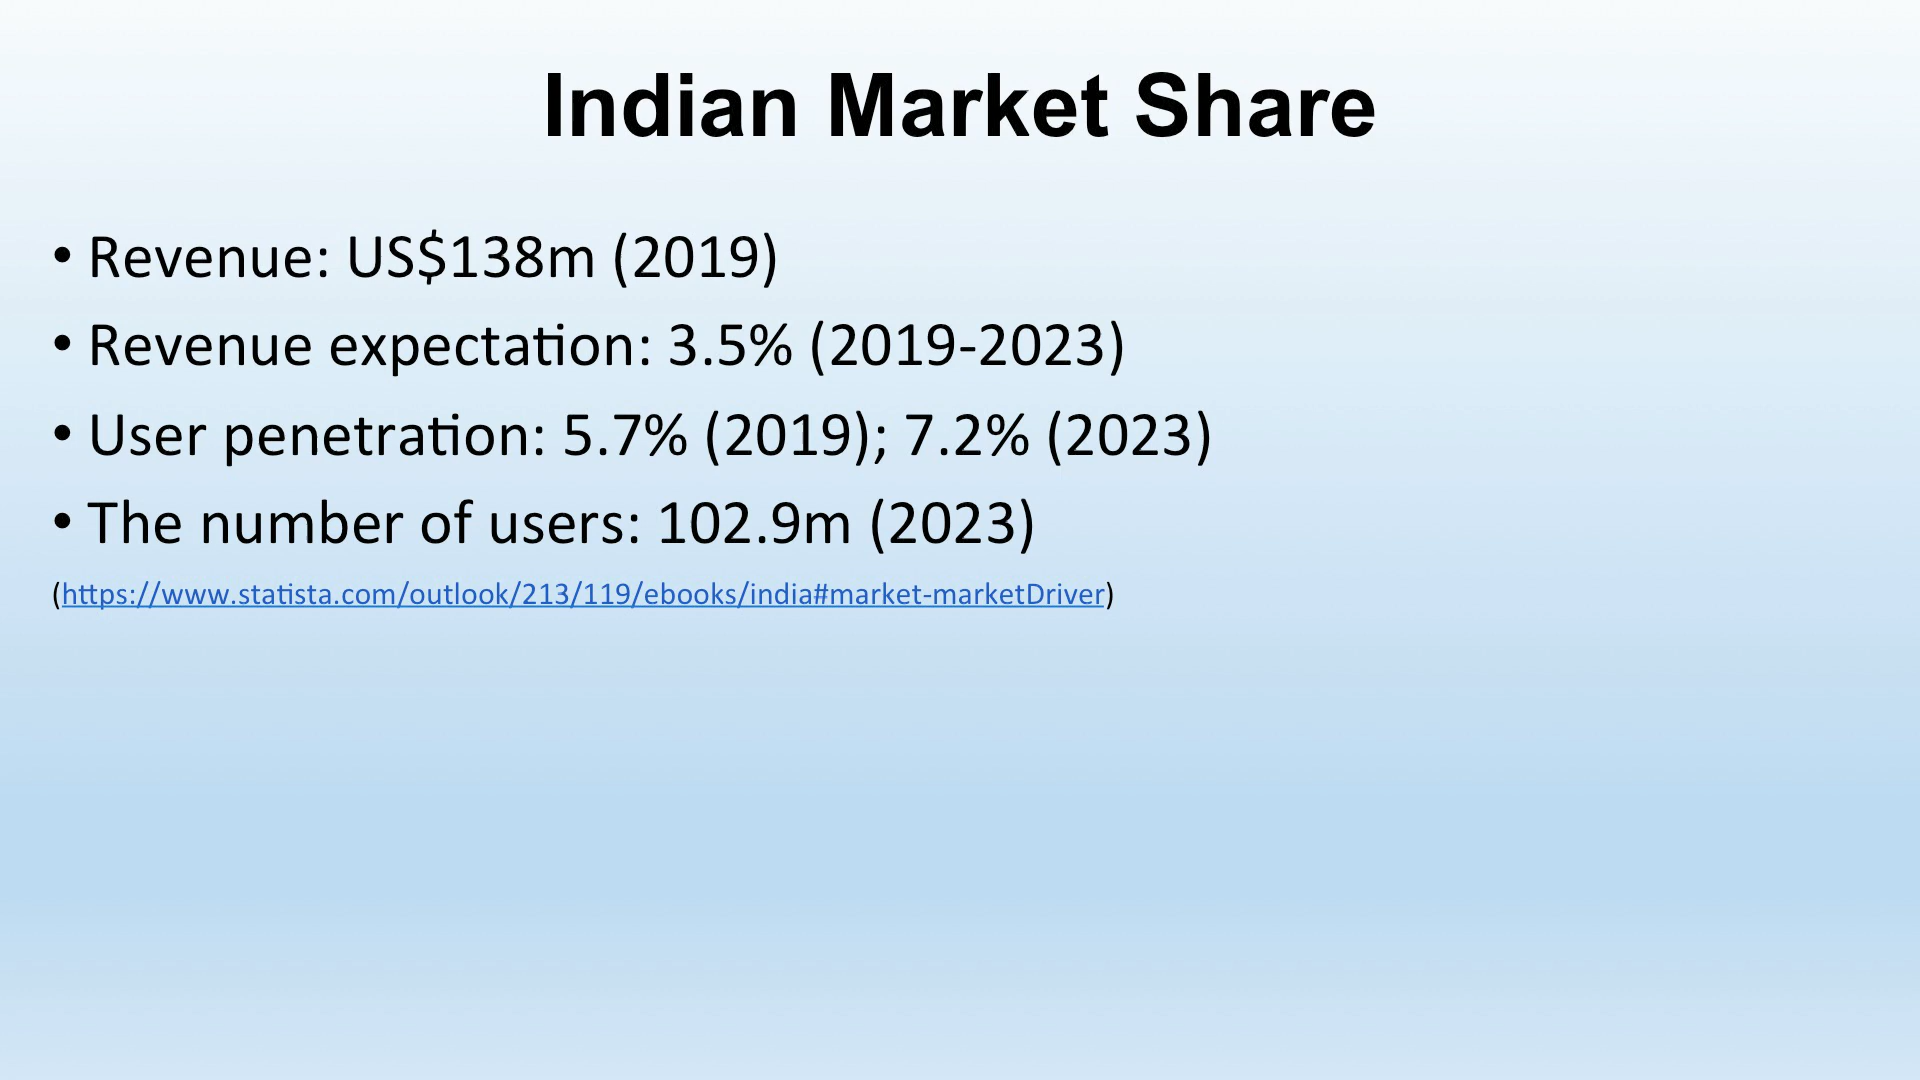 Indian Market Share
• Revenue: US$138m (2019)
• Revenue expectation: 3.5% (2019-2023)
• User penetration: 5.7% (2019); 7.2% (2023)
• The number of users: 102.9m (2023)
(https://www.statista.com/outlook/213/119/ebooks/india#market-marketDriver)